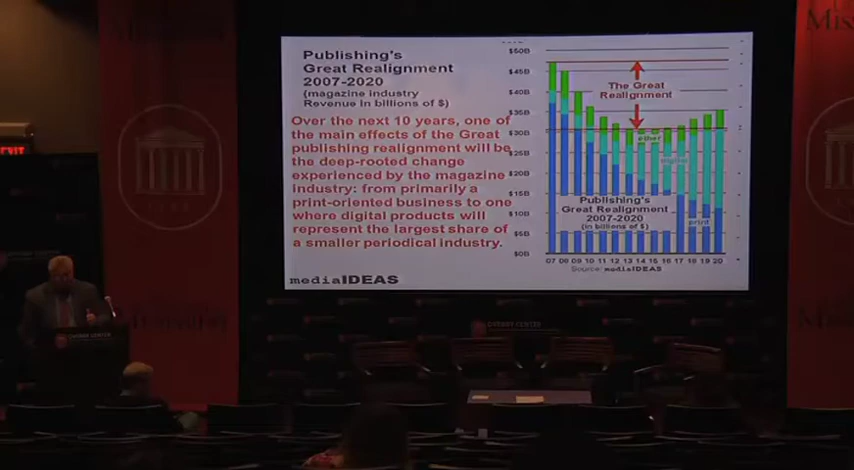 Publishing's
Great Realignment
2007-2020
(magazine industry
Revenue in billions of $)
Over the next 10 years, one of
the main effects of the Great
publishing realignment will be
the deep-rooted change
experienced by the magazine
industry: from primarily a
print-oriented business to one
where digital products will
represent the largest share of
a smaller periodical industry.
mediaIDEAS
$50B
$45B
$40B
$35B
$30B
$25B
$20B
$15B
$10B
$5B
$0B
The Great
Realignment
other
digital
print
Publishing's
Great Realignment
2007-2020
(in billions of $)
07 08 09 10 11 12 13 14 15 16 17 18 19 20
Source: mediaIDEAS
EXIT